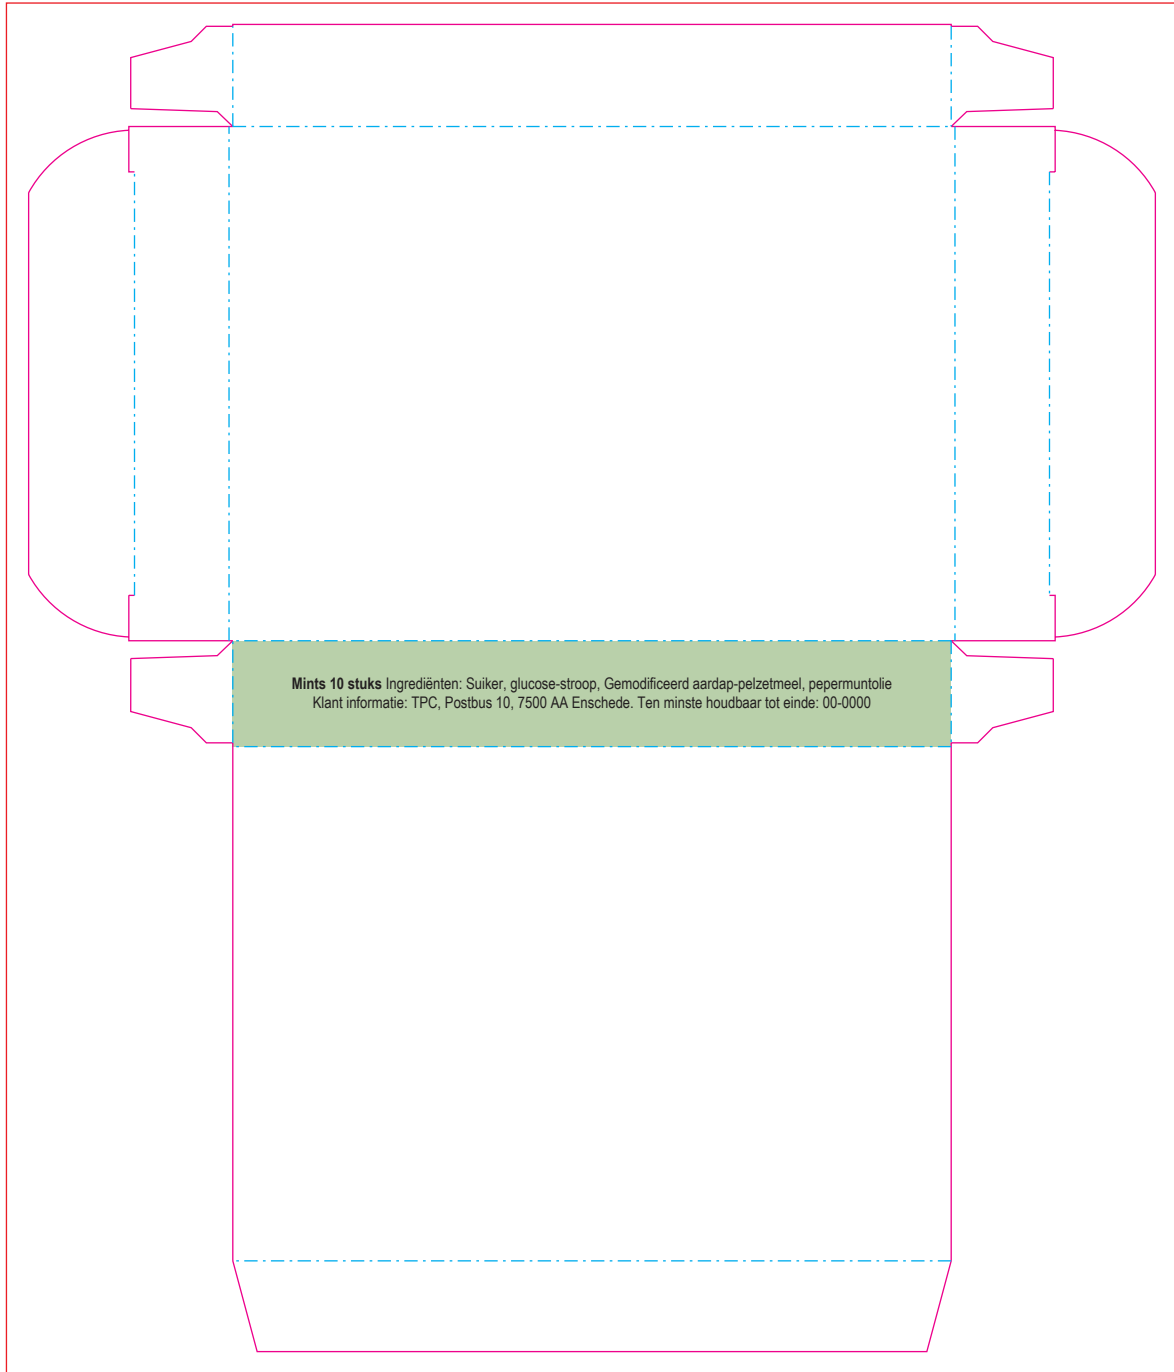 Mints 10 stuks Ingrediënten: Suiker, glucose-stroop, Gemodificeerd aardap-pelzetmeel, pepermuntolie
Klant informatie: TPC, Postbus 10, 7500 AA Enschede. Ten minste houdbaar tot einde: 00-0000